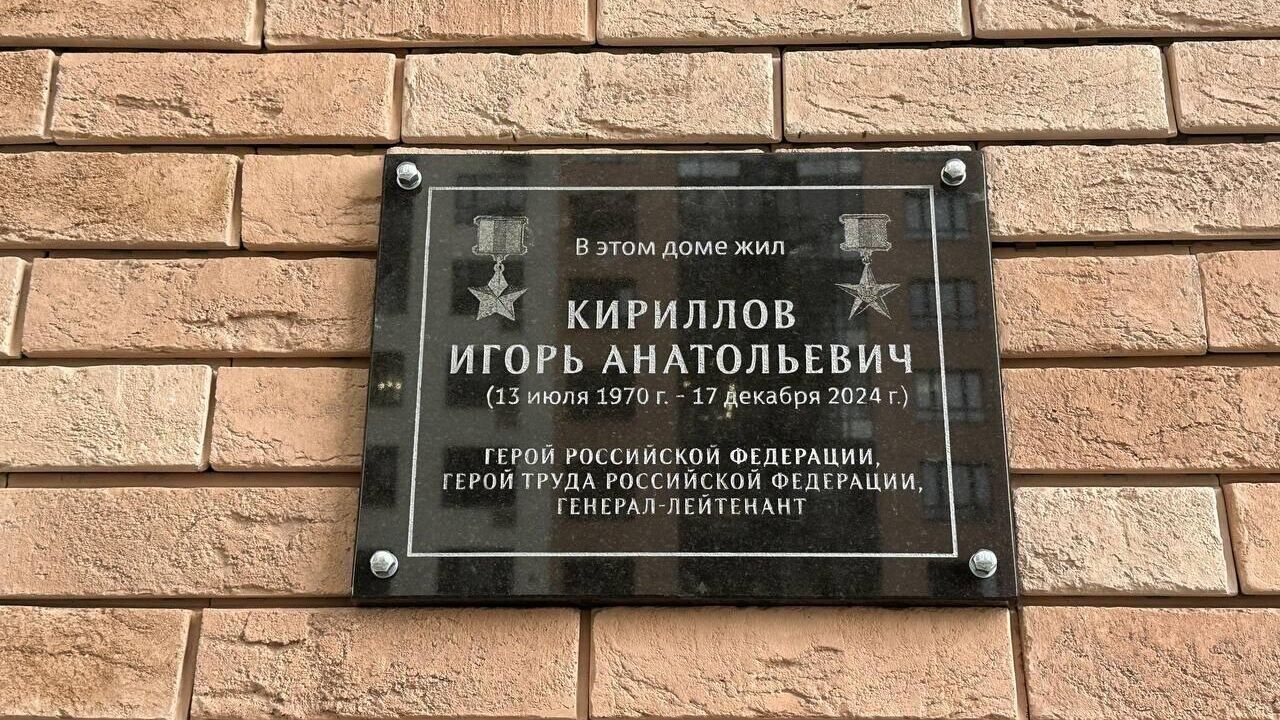 В этом доме жил
КИРИЛЛОВ
ИГОРЬ АНАТОЛЬЕВИЧ
(13 июля 1970 г. - 17 декабря 2024 г.)
ГЕРОЙ РОССИЙСКОЙ ФЕДЕРАЦИИ,
ГЕРОЙ ТРУДА РОССИЙСКОЙ ФЕДЕРАЦИИ,
ГЕНЕРАЛ-ЛЕЙТЕНАНТ